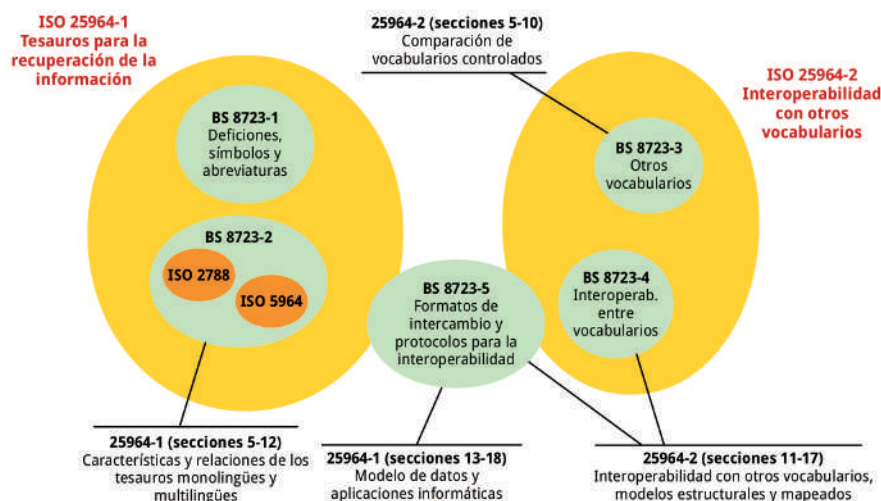 ISO 25964-1
Tesauros para la
recuperación de la
información
25964-2 (secciones 5-10)
Comparación de
vocabularios controlados
ISO 25964-2
Interoperabilidad
con otros
vocabularios
BS 8723-1
Deficiones,
símbolos y
abreviaturas
BS 8723-3
Otros
vocabularios
BS 8723-2
ISO 2788
ISO 5964
BS 8723-5
Formatos de
intercambio y
protocolos para la
interoperabilidad
BS 8723-4
Interoperab.
entre
vocabularios
25964-1 (secciones 5-12)
Características y relaciones de los
tesauros monolingües y
multilingües
25964-1 (secciones 13-18)
Modelo de datos y
aplicaciones informáticas
25964-2 (secciones 11-17)
Interoperabilidad con otros vocabularios,
modelos estructurales y mapeados